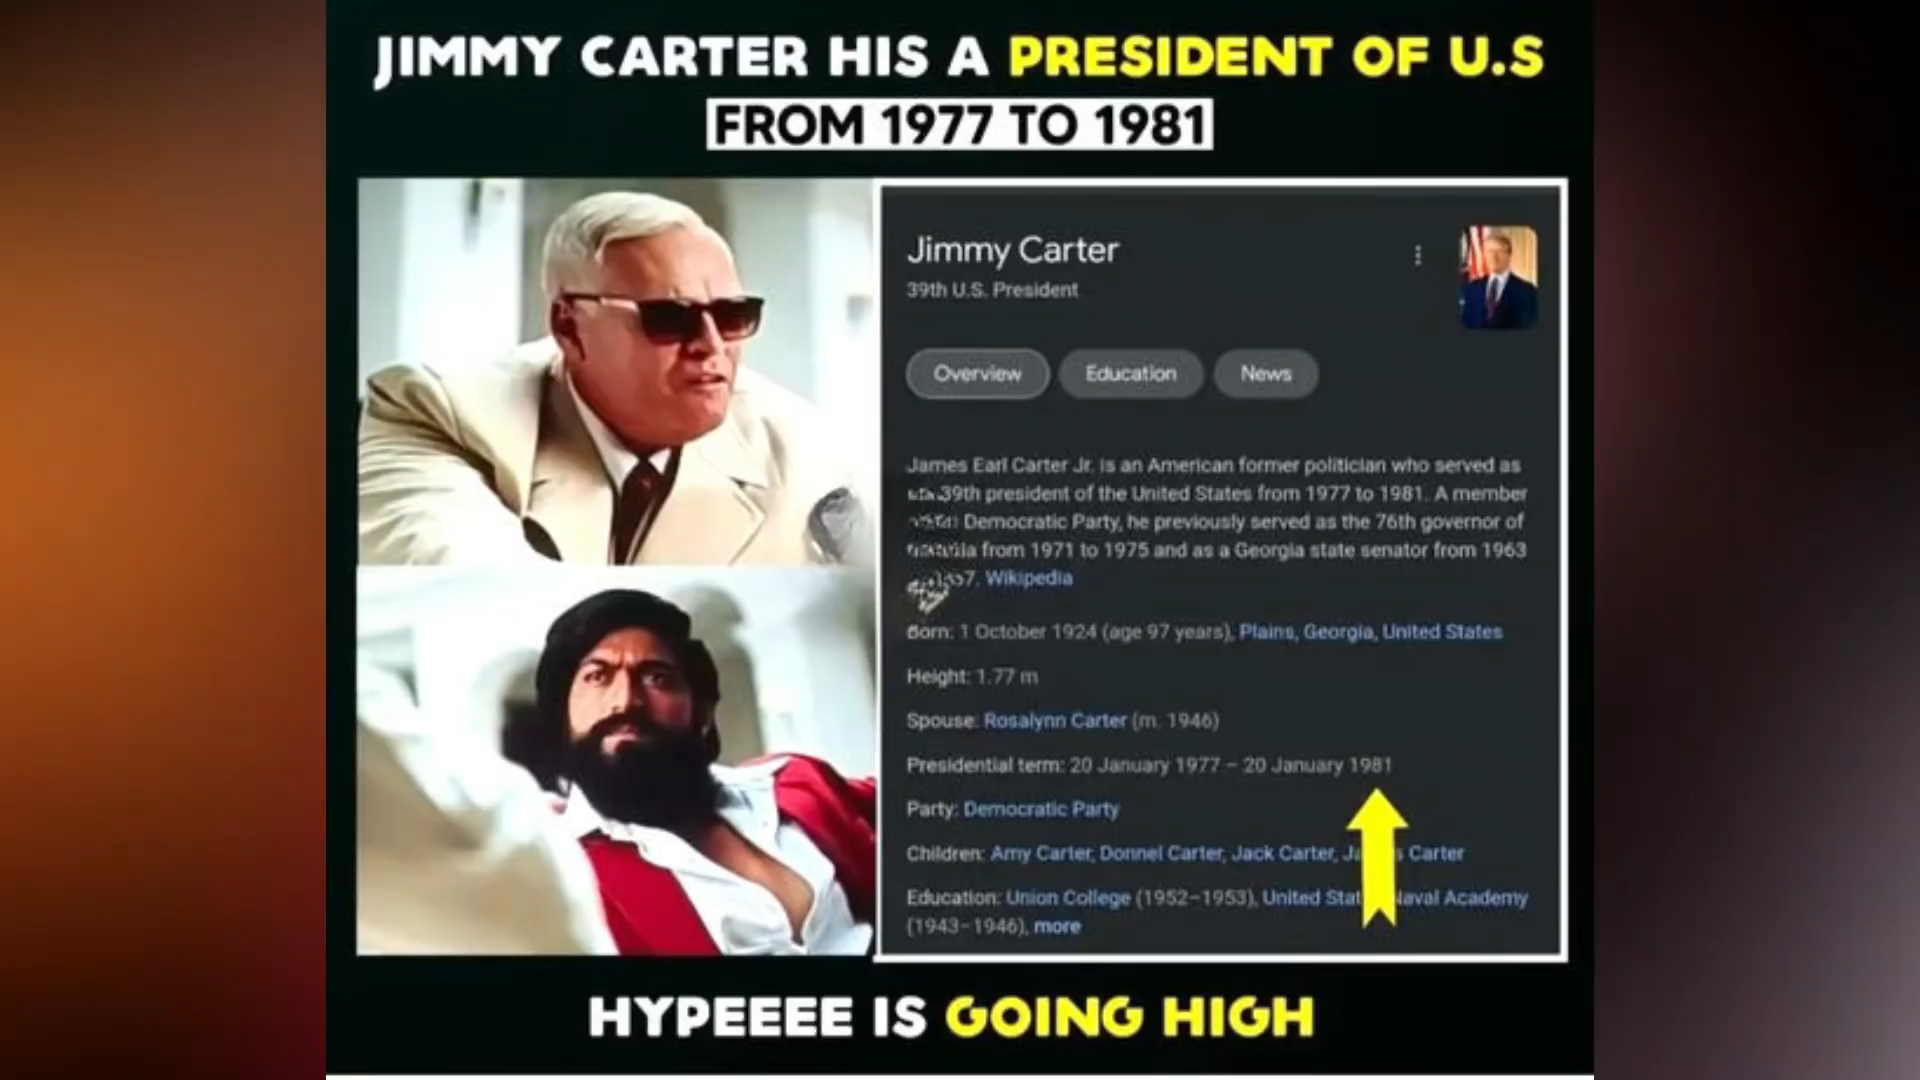 JIMMY CARTER HIS A PRESIDENT OF U.S
FROM 1977 TO 1981
Jimmy Carter
39th U.S. President
Overview
Education
News
James Earl Carter Jr. is an American former politician who served as
39th president of the United States from 1977 to 1981. A member
Democratic Party, he previously served as the 76th governor of
from 1971 to 1975 and as a Georgia state senator from 1963
Wikipedia
Born: 1 October 1924 (age 97 years), Plains, Georgia, United States
Height: 1.77 m
Spouse: Rosalynn Carter (m. 1946)
Presidential term: 20 January 1977 – 20 January 1981
Party: Democratic Party
Children: Amy Carter, Donnel Carter, Jack Carter, Carter
Education: Union College (1952–1953), United Naval Academy
(1943–1946), more
HYPEEEE IS GOING HIGH